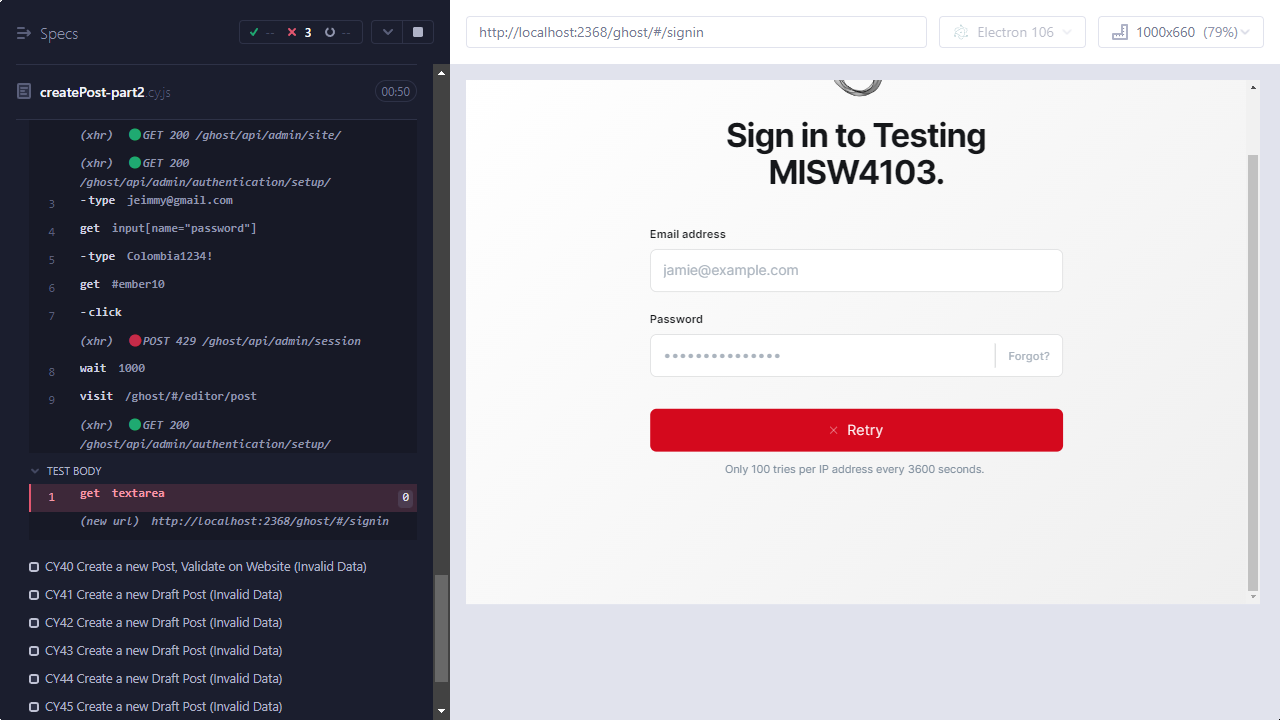 Specs
-- 3 --
createPost-part2.cy.js 00:50
(xhr) GET 200 /ghost/api/admin/site/
(xhr) GET 200
/ghost/api/admin/authentication/setup/
3 -type jeimmy@gmail.com
4 get input[name="password"]
5 -type Colombia1234!
6 get #ember10
7 -click
(xhr) POST 429 /ghost/api/admin/session
8 wait 1000
9 visit /ghost/#/editor/post
(xhr) GET 200
/ghost/api/admin/authentication/setup/
TEST BODY
1 get textarea 0
(new url) http://localhost:2368/ghost/#/signin
CY40 Create a new Post, Validate on Website (Invalid Data)
CY41 Create a new Draft Post (Invalid Data)
CY42 Create a new Draft Post (Invalid Data)
CY43 Create a new Draft Post (Invalid Data)
CY44 Create a new Draft Post (Invalid Data)
CY45 Create a new Draft Post (Invalid Data)
http://localhost:2368/ghost/#/signin
Electron 106
1000x660 (79%)
Sign in to Testing
MISW4103.
Email address
jamie@example.com
Password
•••••••••••••••
Forgot?
Retry
Only 100 tries per IP address every 3600 seconds.